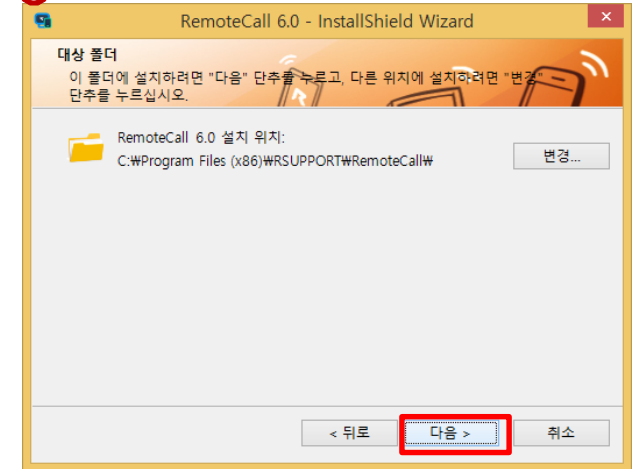 RemoteCall 6.0 - InstallShield Wizard
대상 폴더
이 폴더에 설치하려면 "다음" 단추를 누르고, 다른 위치에 설치하려면 "변경"
단추를 누르십시오.
RemoteCall 6.0 설치 위치:
C:₩Program Files (x86)₩RSUPPORT₩RemoteCall₩
변경...
< 뒤로
다음 >
취소